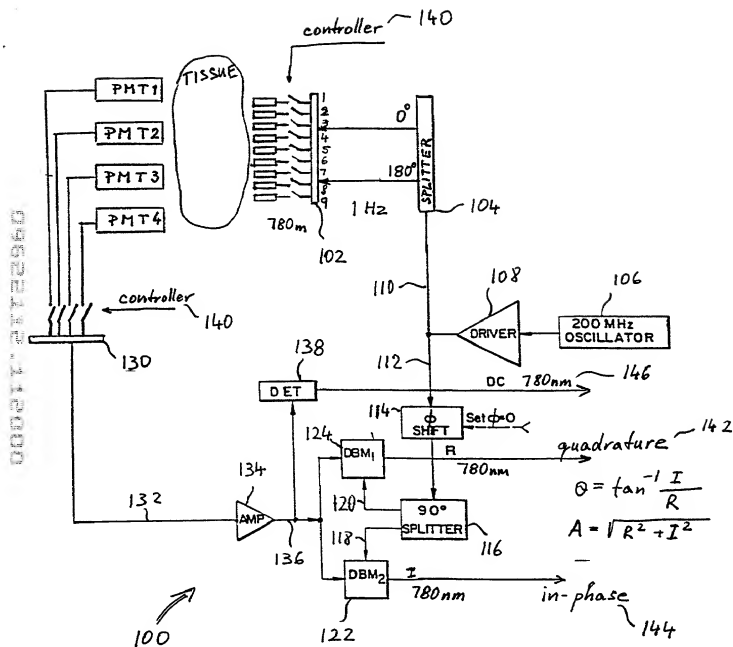 controller
140
TISSUE
PMT1
PMT2
PMT3
PMT4
1
2
3
4
5
6
7
8
9
0°
180°
SPLITTER
780m
1 Hz
102
104
controller
140
130
110
108
DRIVER
106
200 MHz
OSCILLATOR
112
138
DET
DC 780nm
146
114
Φ
SHIFT
Set Φ=0
124
DBM1
R
780nm
quadrature
142
134
AMP
132
136
120
118
90°
SPLITTER
116
DBM2
I
780nm
122
in-phase
144
Θ = tan⁻¹ I/R
A = √R² + I²
100
09622112.112000